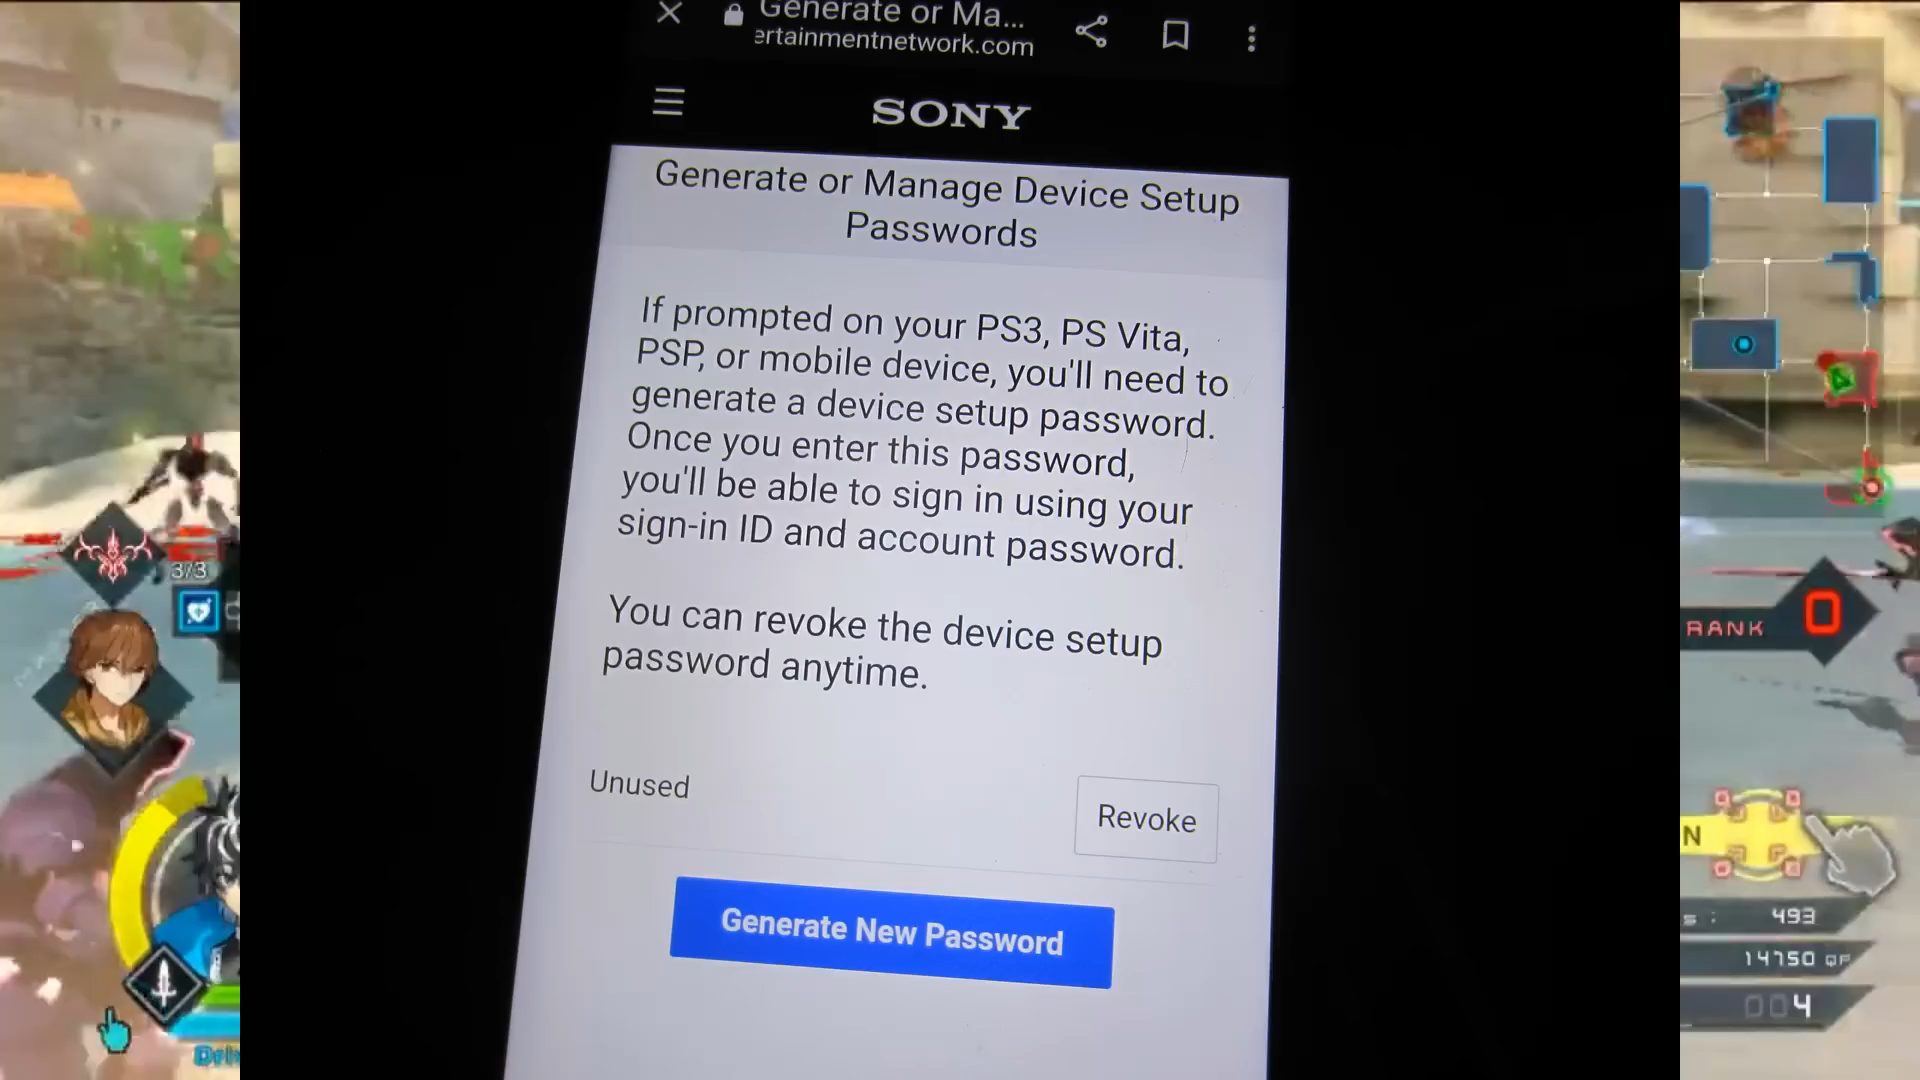 Generate or Ma...
ertainmentnetwork.com
SONY
Generate or Manage Device Setup
Passwords
If prompted on your PS3, PS Vita,
PSP, or mobile device, you'll need to
generate a device setup password.
Once you enter this password,
you'll be able to sign in using your
sign-in ID and account password.
You can revoke the device setup
password anytime.
Unused
Revoke
Generate New Password
3/3
RANK
0
N
s : 493
14750 QP
004